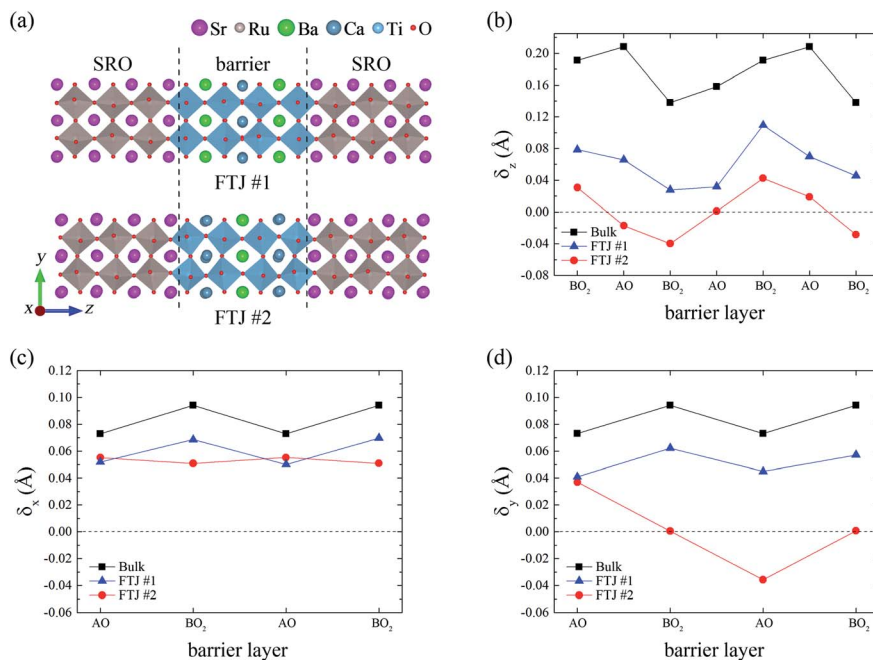 (a)
Sr Ru Ba Ca Ti O
SRO barrier SRO
FTJ #1
y
x z
FTJ #2
(b)
δz (Å)
0.20
0.16
0.12
0.08
0.04
0.00
-0.04
-0.08
Bulk
FTJ #1
FTJ #2
BO2 AO BO2 AO BO2 AO BO2
barrier layer
(c)
δx (Å)
0.12
0.10
0.08
0.06
0.04
0.02
0.00
-0.02
-0.04
-0.06
Bulk
FTJ #1
FTJ #2
AO BO2 AO BO2
barrier layer
(d)
δy (Å)
0.12
0.10
0.08
0.06
0.04
0.02
0.00
-0.02
-0.04
-0.06
Bulk
FTJ #1
FTJ #2
AO BO2 AO BO2
barrier layer